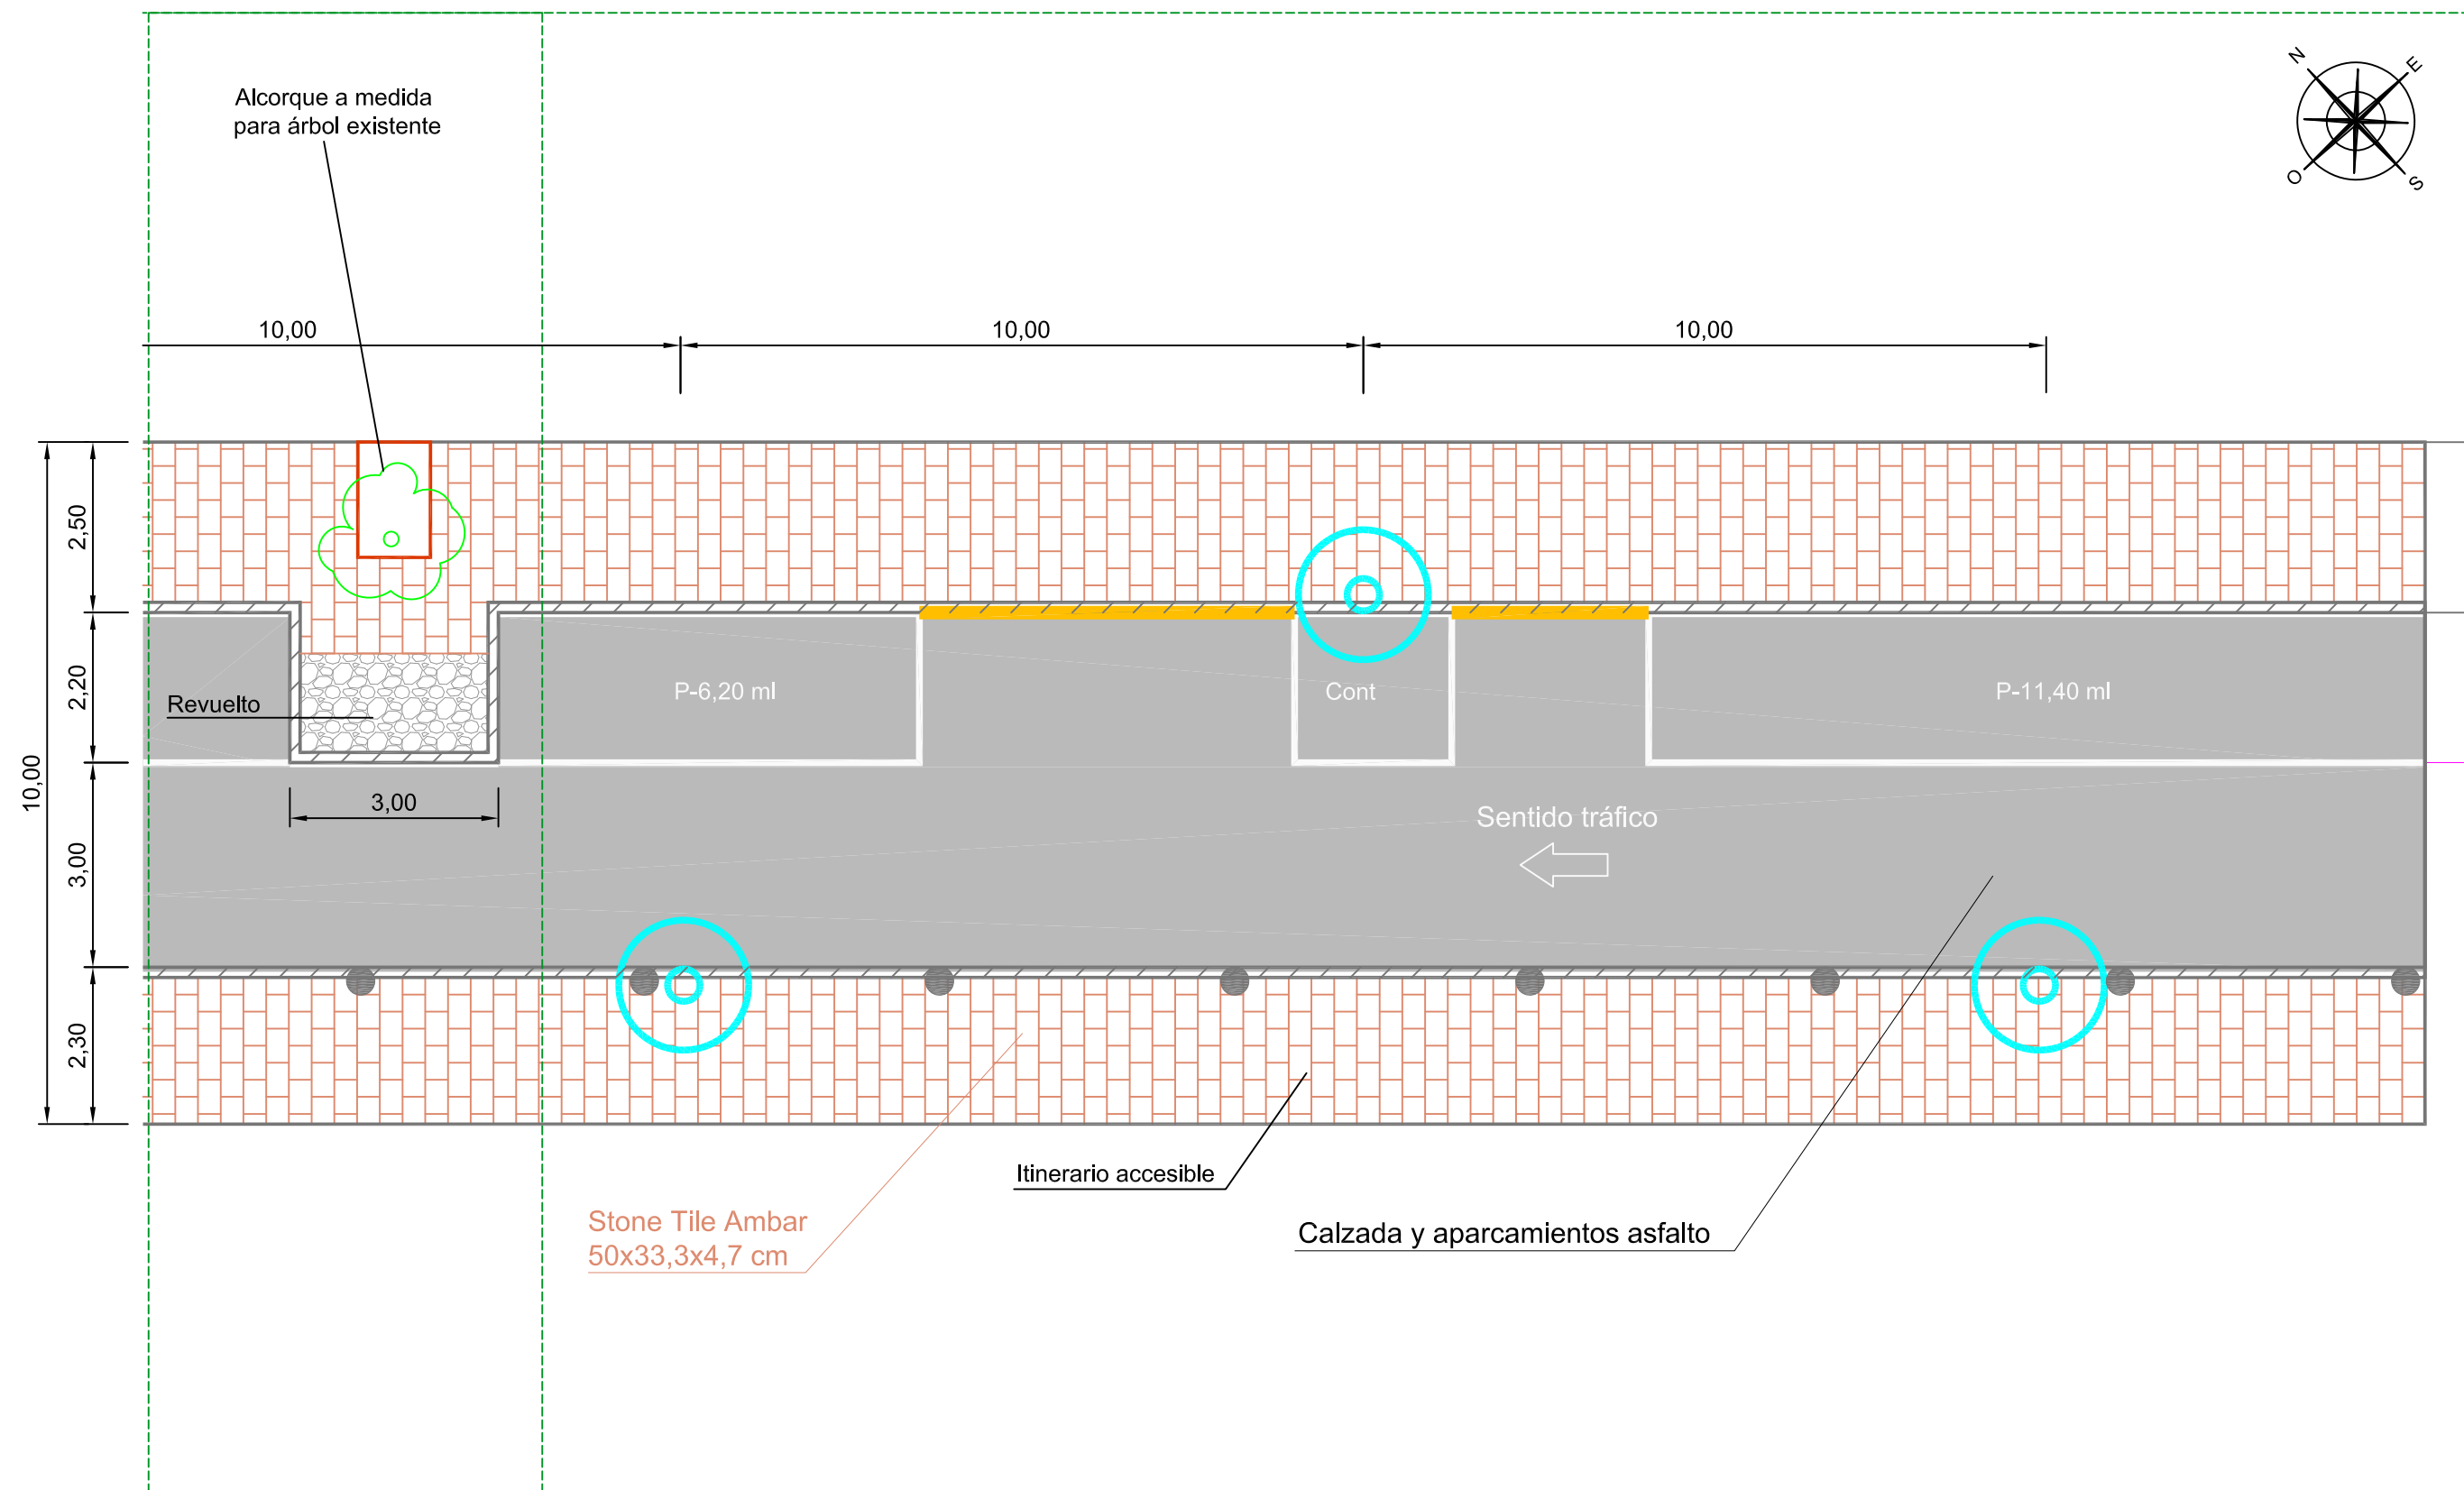 N
E
O
S
Alcorque a medida
para árbol existente
10,00
10,00
10,00
2,50
2,20
10,00
3,00
2,30
Revuelto
P-6,20 ml
Cont
P-11,40 ml
3,00
Sentido tráfico
Itinerario accesible
Stone Tile Ambar
50x33,3x4,7 cm
Calzada y aparcamientos asfalto